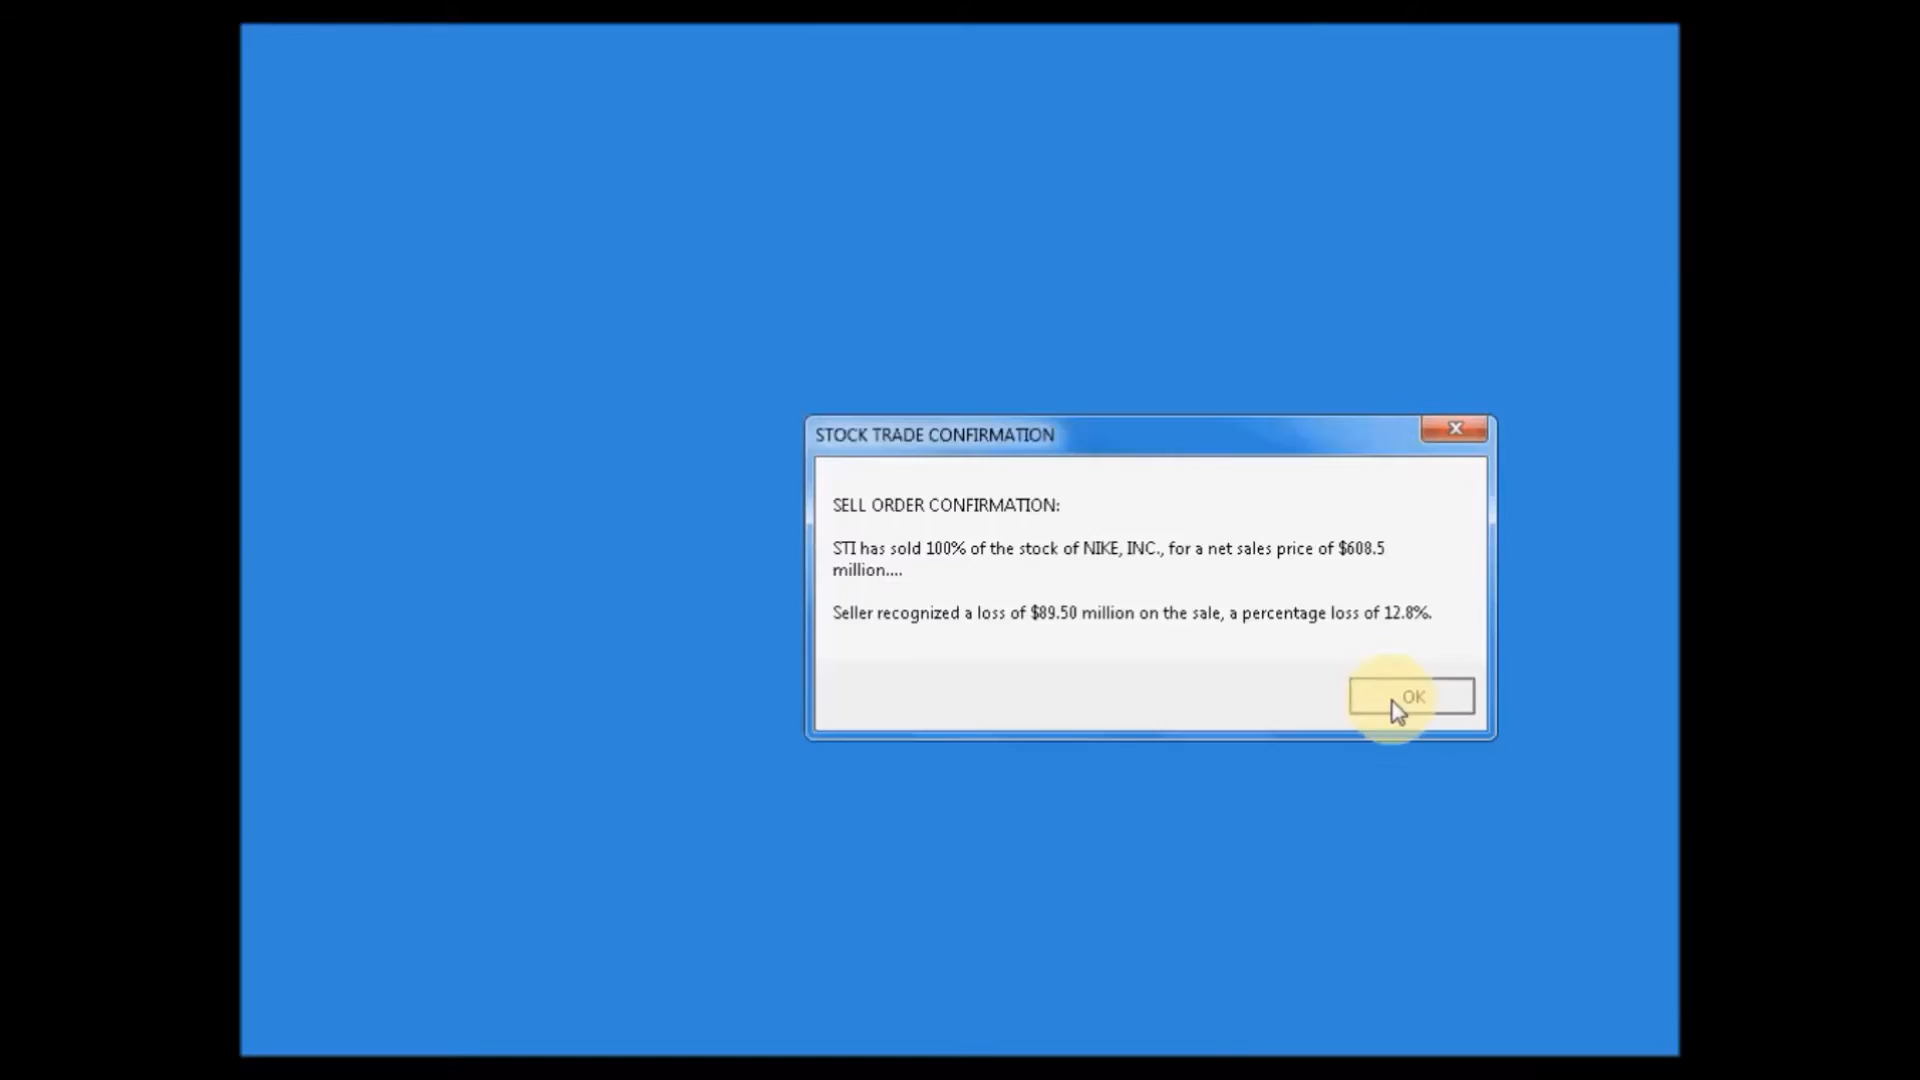 STOCK TRADE CONFIRMATION
SELL ORDER CONFIRMATION:
STI has sold 100% of the stock of NIKE, INC., for a net sales price of $608.5
million....
Seller recognized a loss of $89.50 million on the sale, a percentage loss of 12.8%.
OK